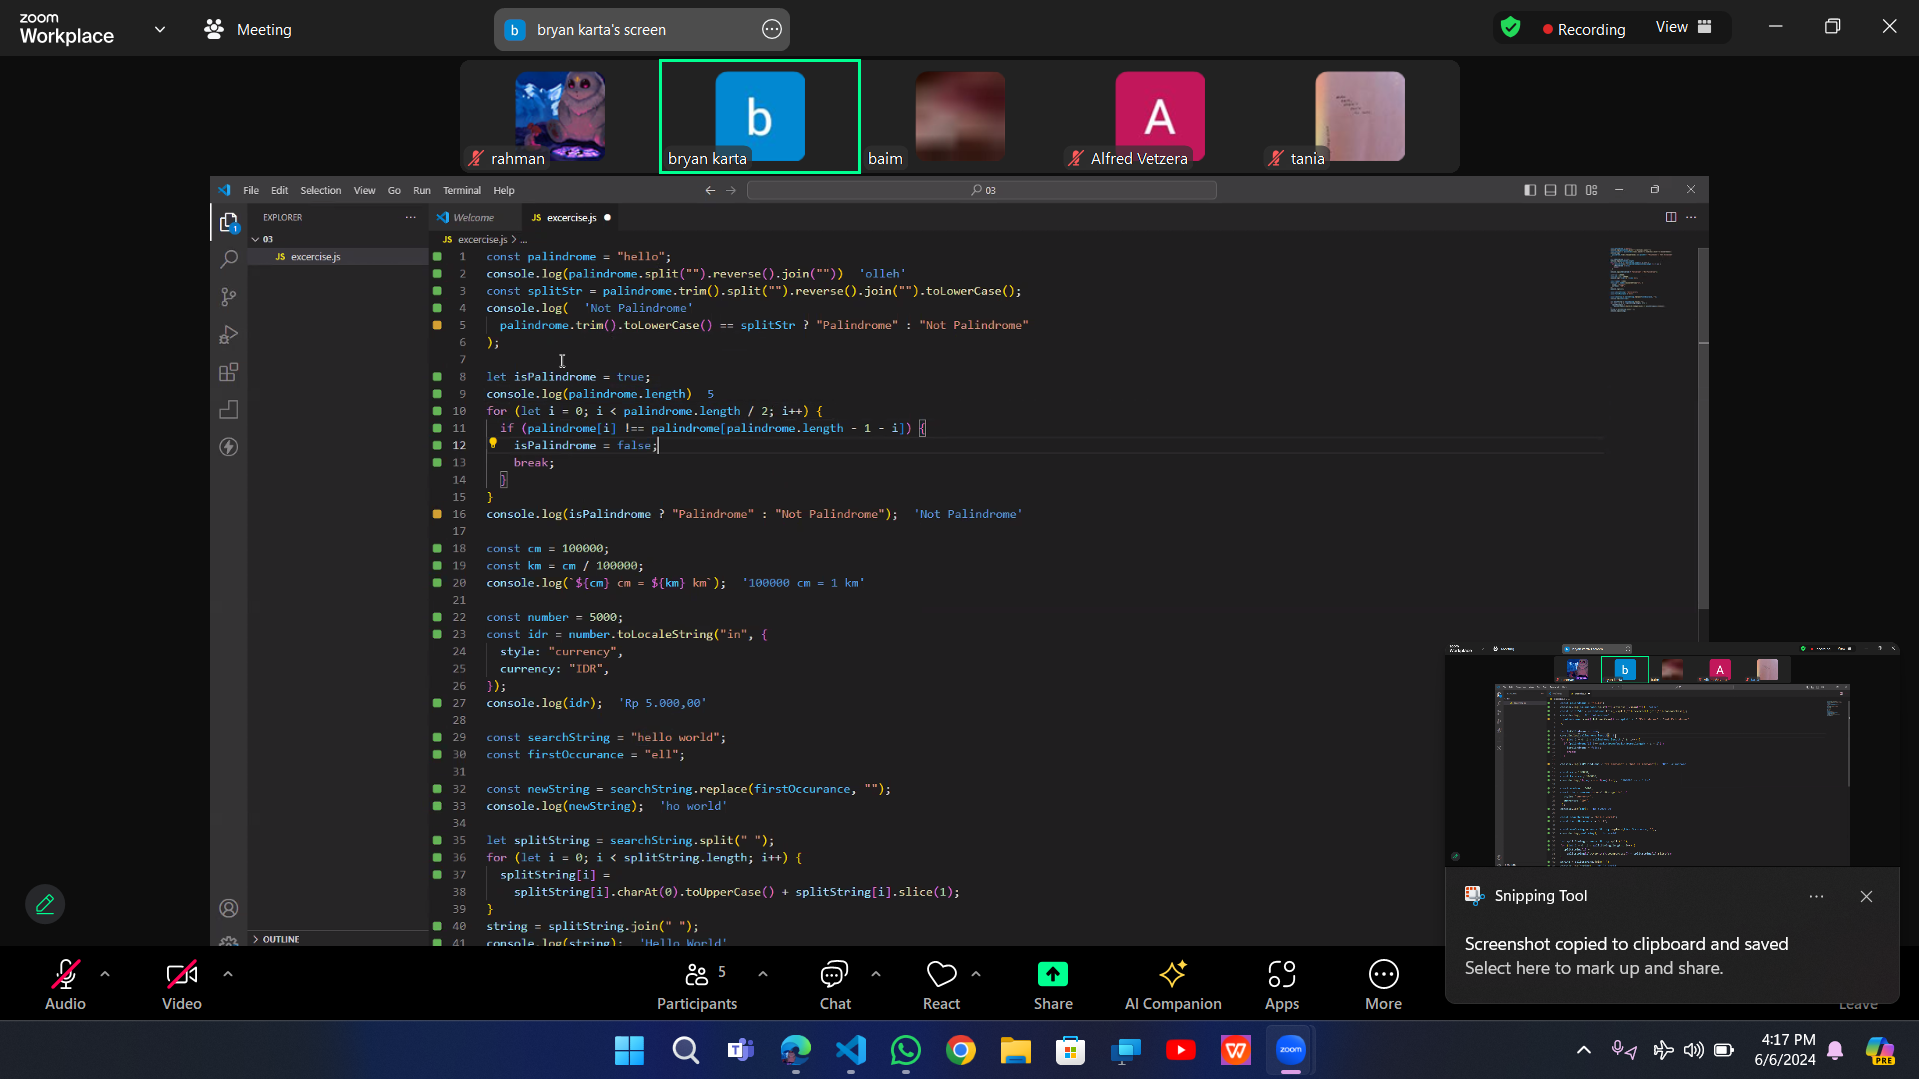 zoom
Workplace
Meeting
b bryan karta's screen
Recording
View
b
A
rahman
bryan karta
baim
Alfred Vetzera
tania
File Edit Selection View Go Run Terminal Help
03
EXPLORER
Welcome
JS excercise.js
03
JS excercise.js
JS excercise.js > ...
1 const palindrome = "hello";
2 console.log(palindrome.split("").reverse().join("")) 'olleh'
3 const splitStr = palindrome.trim().split("").reverse().join("").toLowerCase();
4 console.log( 'Not Palindrome'
5 palindrome.trim().toLowerCase() == splitStr ? "Palindrome" : "Not Palindrome"
6 );
7
8 let isPalindrome = true;
9 console.log(palindrome.length) 5
10 for (let i = 0; i < palindrome.length / 2; i++) {
11 if (palindrome[i] !== palindrome[palindrome.length - 1 - i]) {
12 isPalindrome = false;
13 break;
14 }
15 }
16 console.log(isPalindrome ? "Palindrome" : "Not Palindrome"); 'Not Palindrome'
17
18 const cm = 100000;
19 const km = cm / 100000;
20 console.log(`${cm} cm = ${km} km`); '100000 cm = 1 km'
21
22 const number = 5000;
23 const idr = number.toLocaleString("in", {
24 style: "currency",
25 currency: "IDR",
26 });
27 console.log(idr); 'Rp 5.000,00'
28
29 const searchString = "hello world";
30 const firstOccurance = "ell";
31
32 const newString = searchString.replace(firstOccurance, "");
33 console.log(newString); 'ho world'
34
35 let splitString = searchString.split(" ");
36 for (let i = 0; i < splitString.length; i++) {
37 splitString[i] =
38 splitString[i].charAt(0).toUpperCase() + splitString[i].slice(1);
39 }
40 string = splitString.join(" ");
41 console.log(string); 'Hello World'
OUTLINE
Snipping Tool
Screenshot copied to clipboard and saved
Select here to mark up and share.
Audio
Video
5
Participants
Chat
React
Share
AI Companion
Apps
More
Leave
zoom
4:17 PM
6/6/2024
PRE